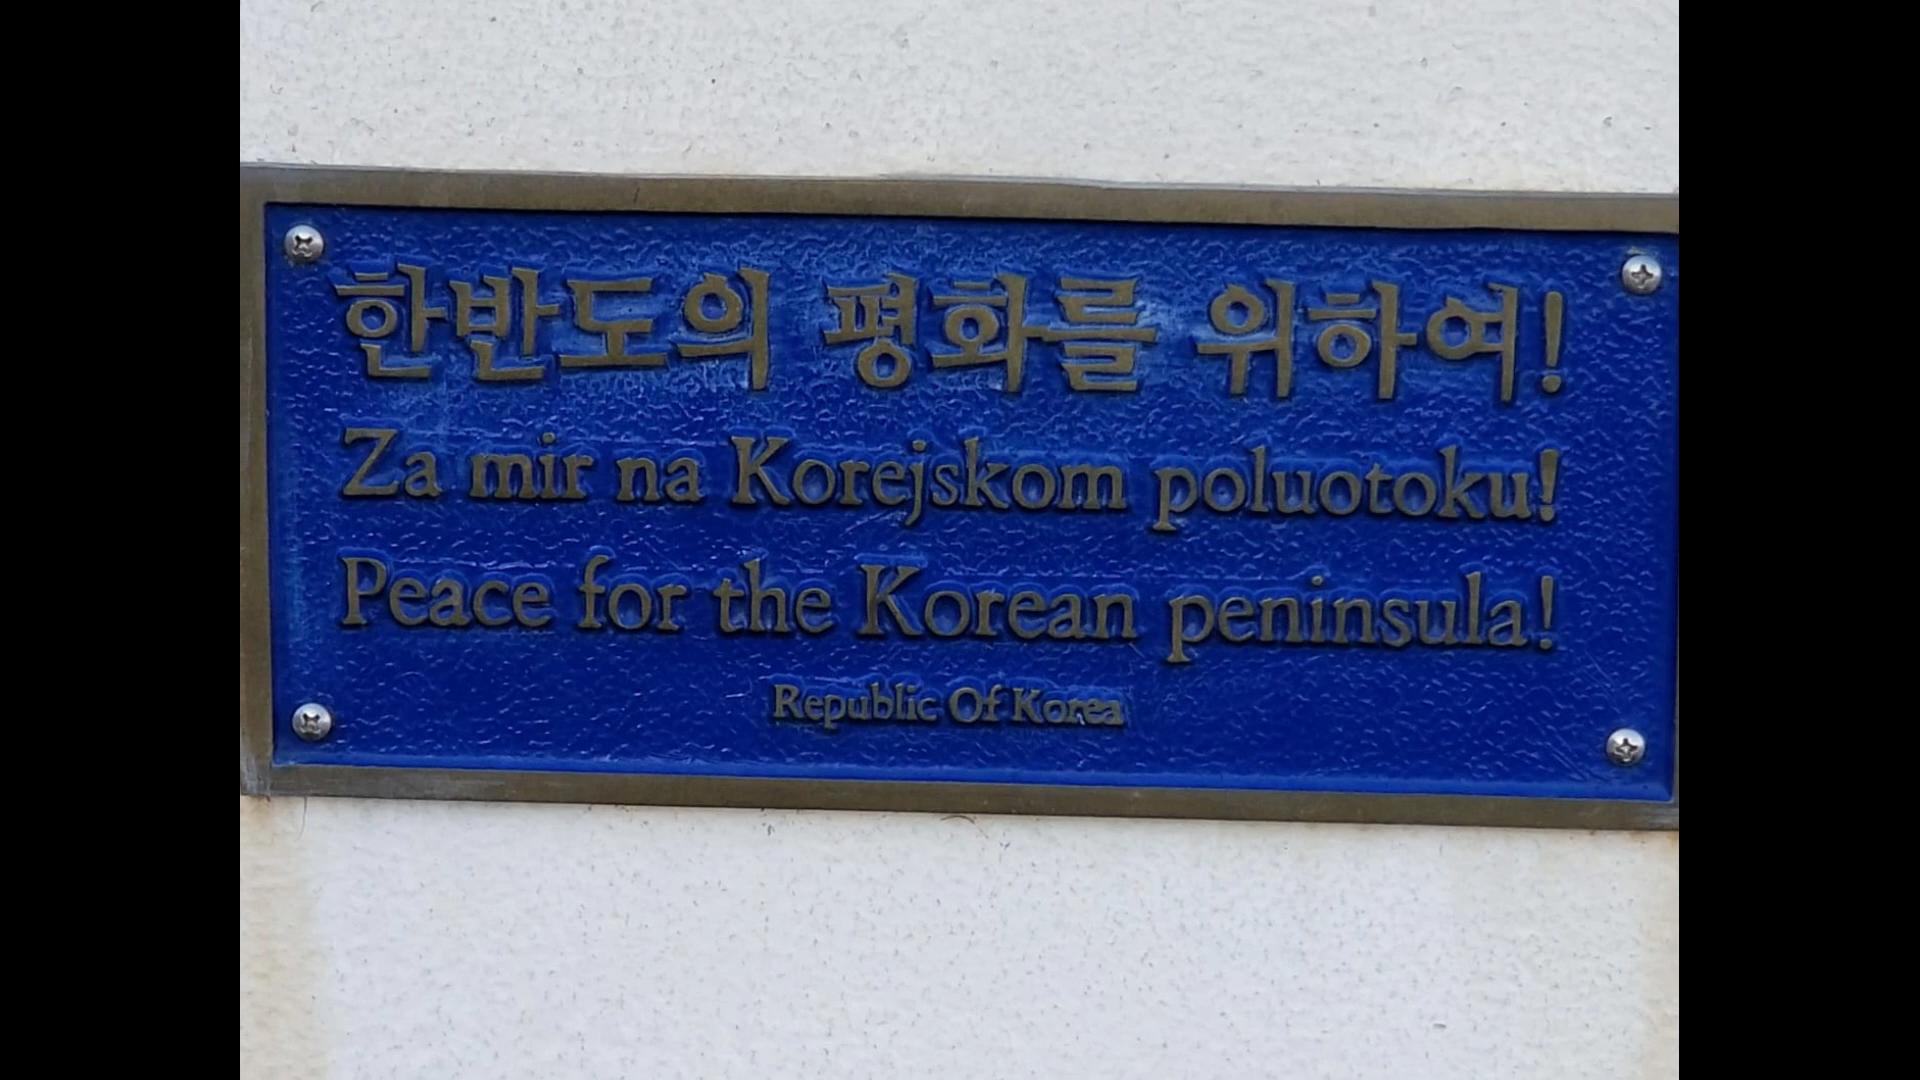 한반도의 평화를 위하여!
Za mir na Korejskom poluotoku!
Peace for the Korean peninsula!
Republic Of Korea